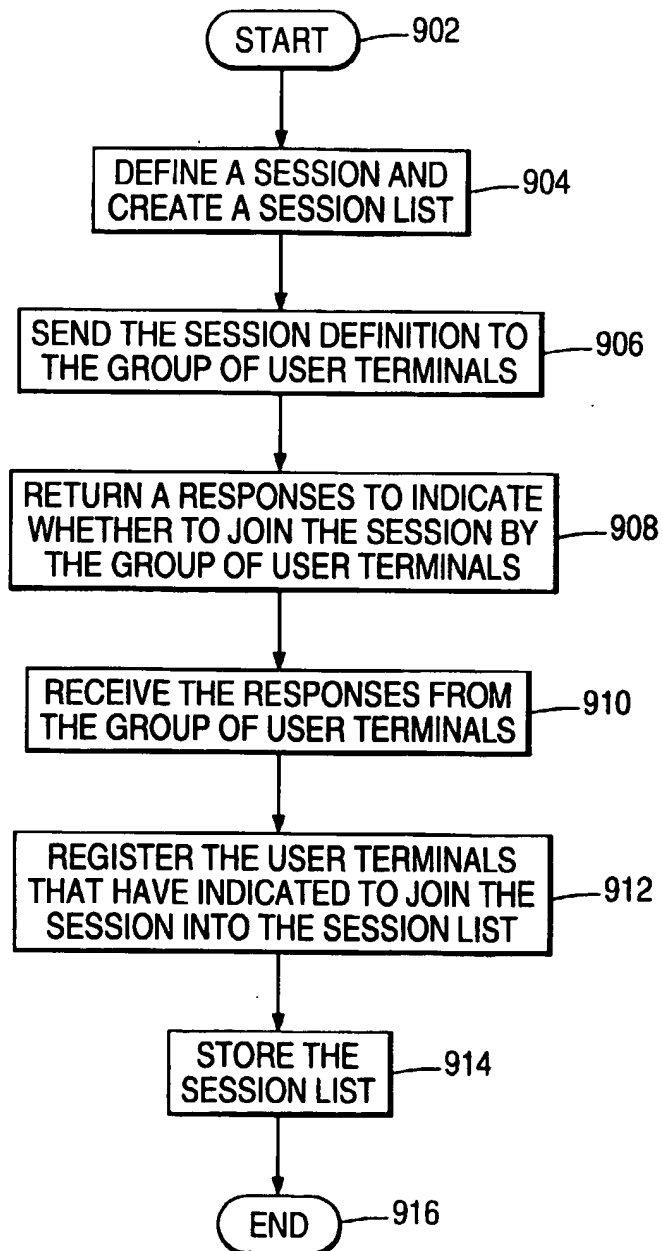 START
902
DEFINE A SESSION AND
CREATE A SESSION LIST
904
SEND THE SESSION DEFINITION TO
THE GROUP OF USER TERMINALS
906
RETURN A RESPONSES TO INDICATE
WHETHER TO JOIN THE SESSION BY
THE GROUP OF USER TERMINALS
908
RECEIVE THE RESPONSES FROM
THE GROUP OF USER TERMINALS
910
REGISTER THE USER TERMINALS
THAT HAVE INDICATED TO JOIN THE
SESSION INTO THE SESSION LIST
912
STORE THE
SESSION LIST
914
END
916